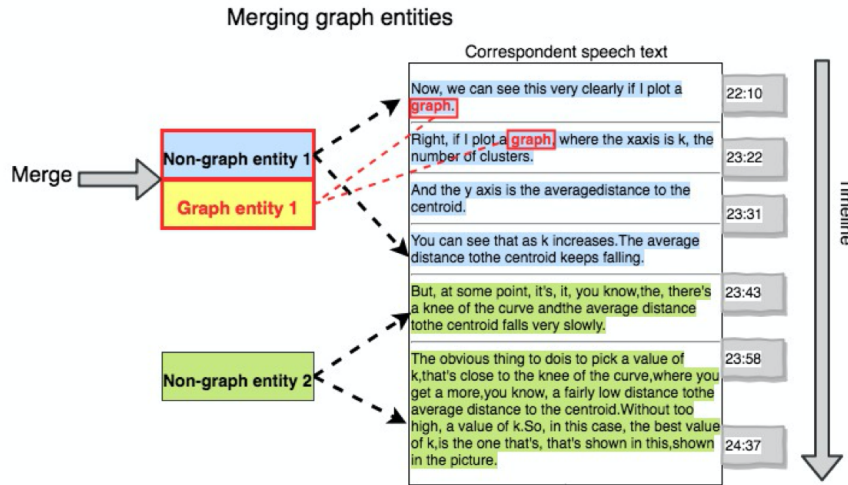 Merging graph entities
Correspondent speech text
Now, we can see this very clearly if I plot a
graph.
22:10
Right, if I plot a graph, where the xaxis is k, the
number of clusters.
23:22
And the y axis is the averagedistance to the
centroid.
23:31
You can see that as k increases.The average
distance tothe centroid keeps falling.
But, at some point, it's, it, you know,the, there's
a knee of the curve andthe average distance
tothe centroid falls very slowly.
23:43
The obvious thing to dois to pick a value of
k,that's close to the knee of the curve,where you
get a more,you know, a fairly low distance tothe
average distance to the centroid.Without too
high, a value of k.So, in this case, the best value
of k,is the one that's, that's shown in this,shown
in the picture.
23:58
24:37
Merge
Non-graph entity 1
Graph entity 1
Non-graph entity 2
Timeline